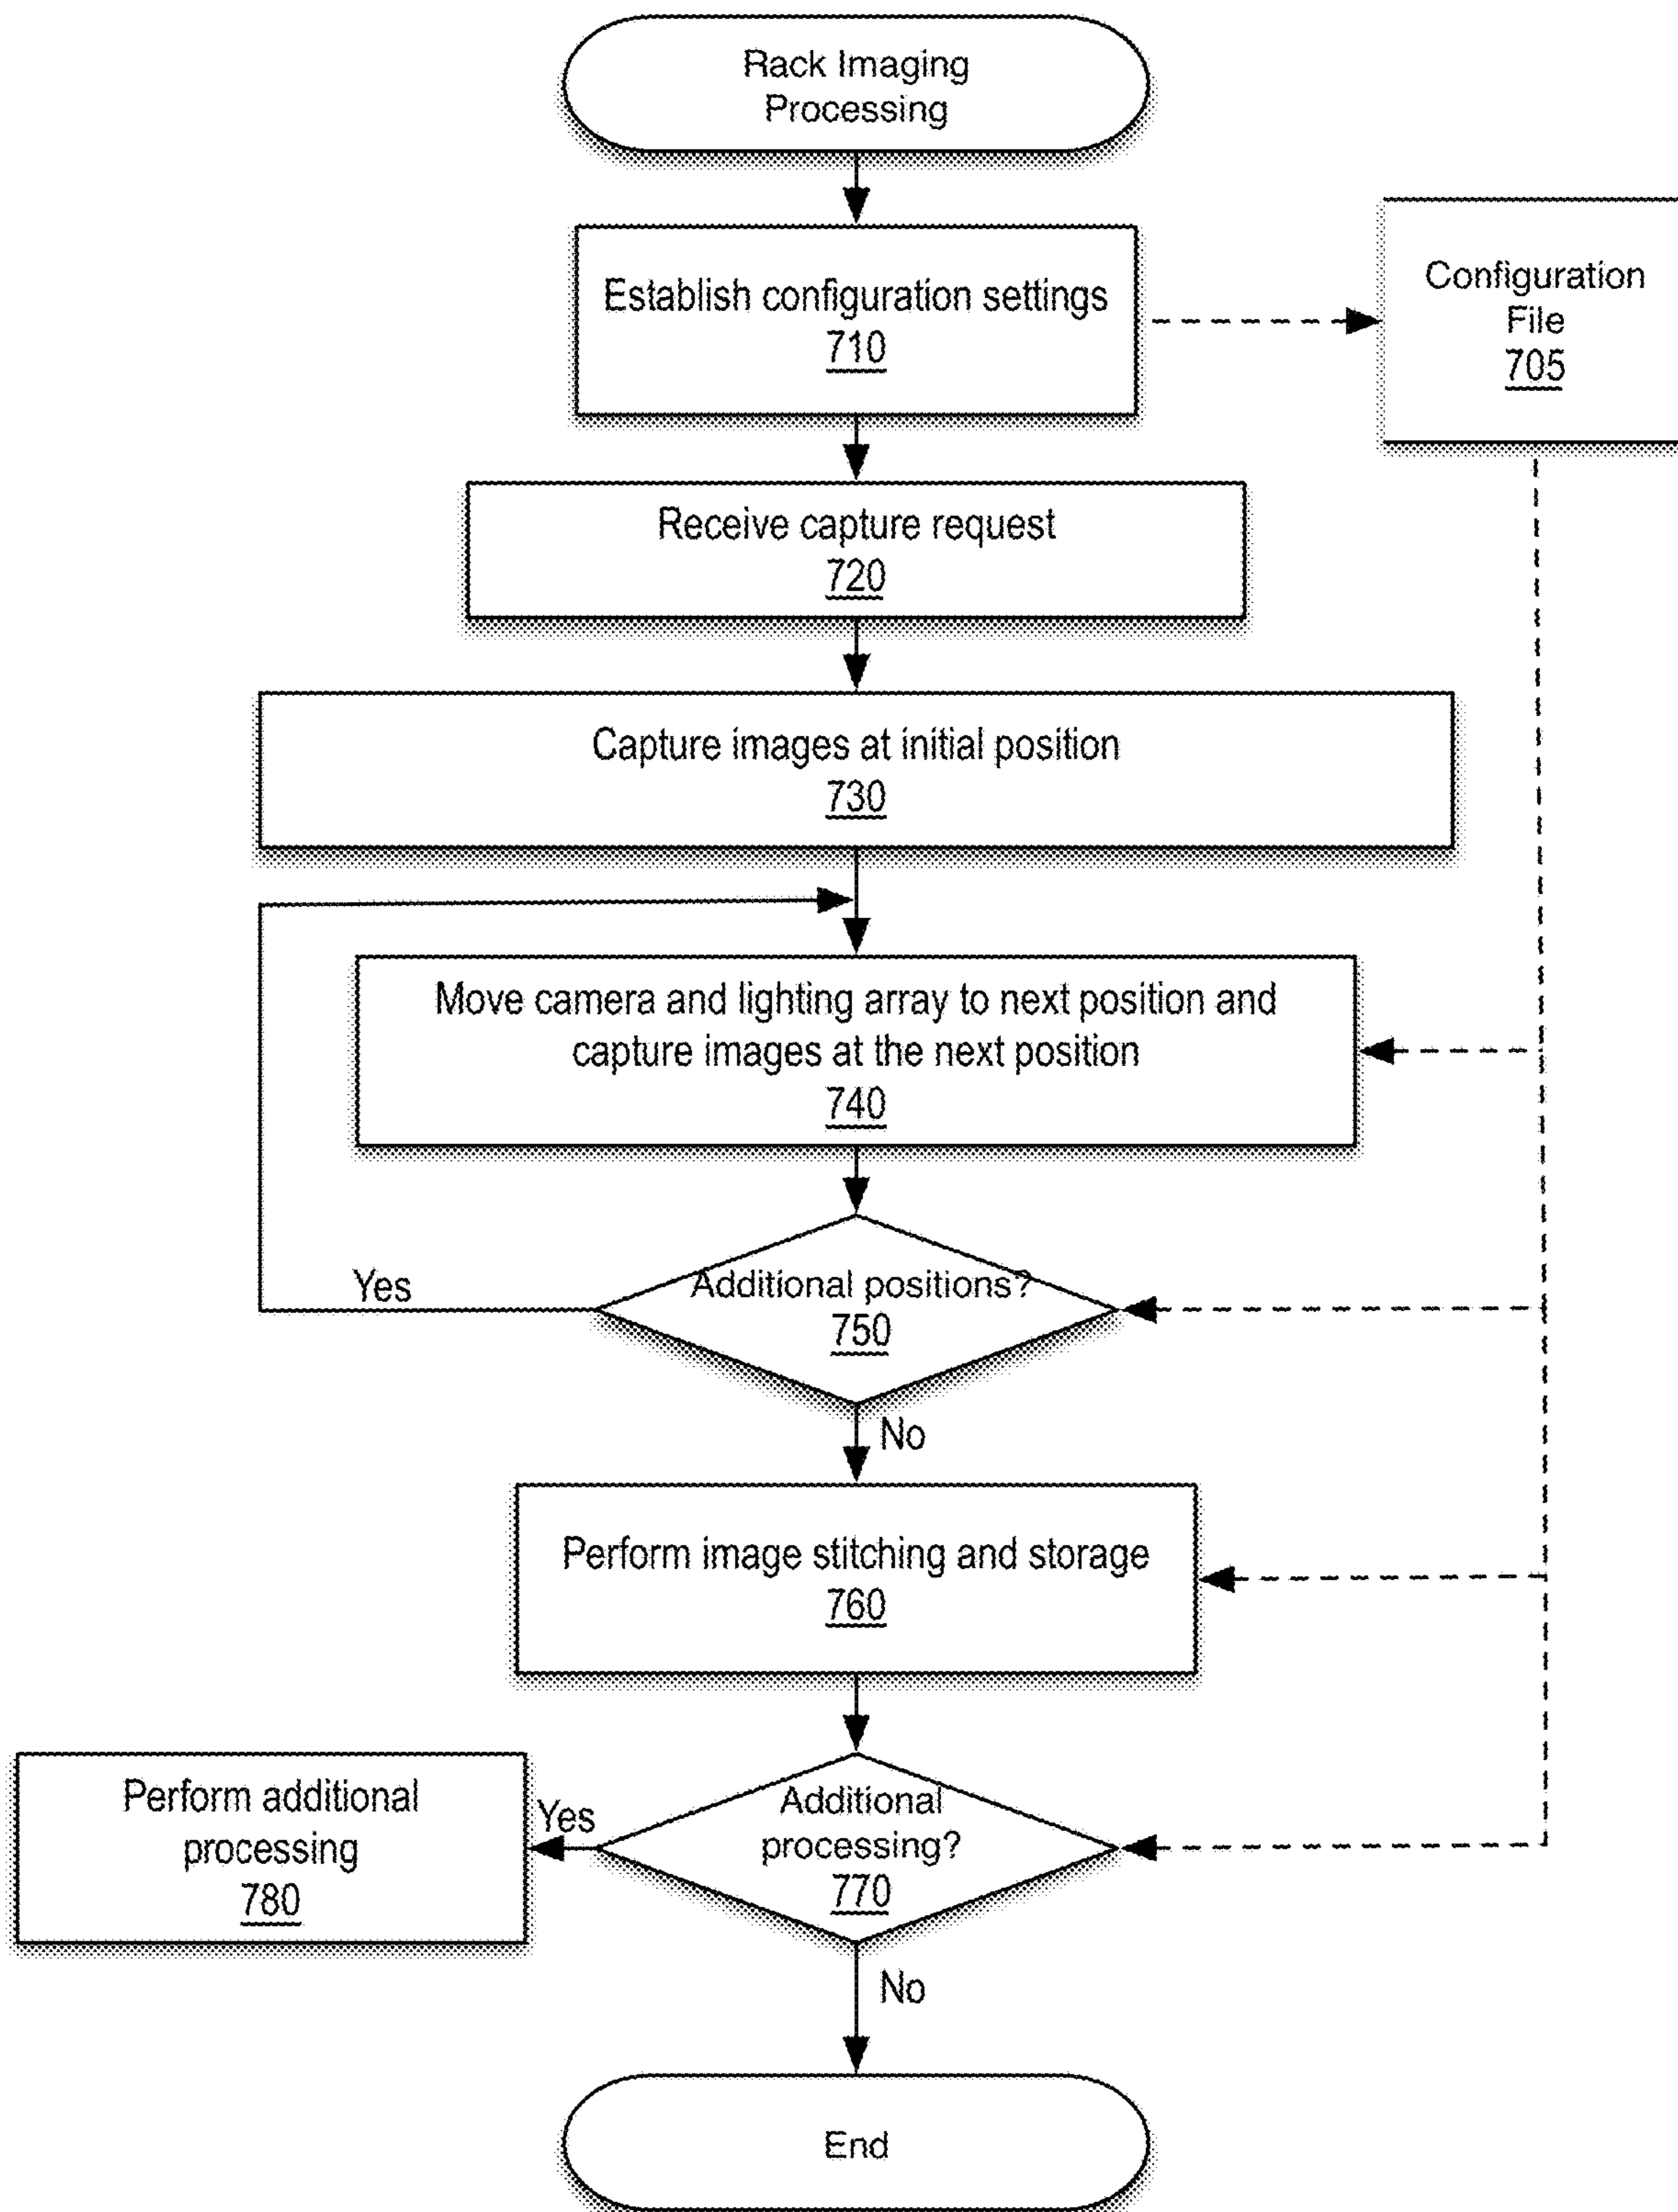 Rack Imaging
Processing
Establish configuration settings
710
Configuration
File
705
Receive capture request
720
Capture images at initial position
730
Move camera and lighting array to next position and
capture images at the next position
740
Additional positions?
750
Yes
No
Perform image stitching and storage
760
Additional
processing?
770
Yes
Perform additional
processing
780
No
End